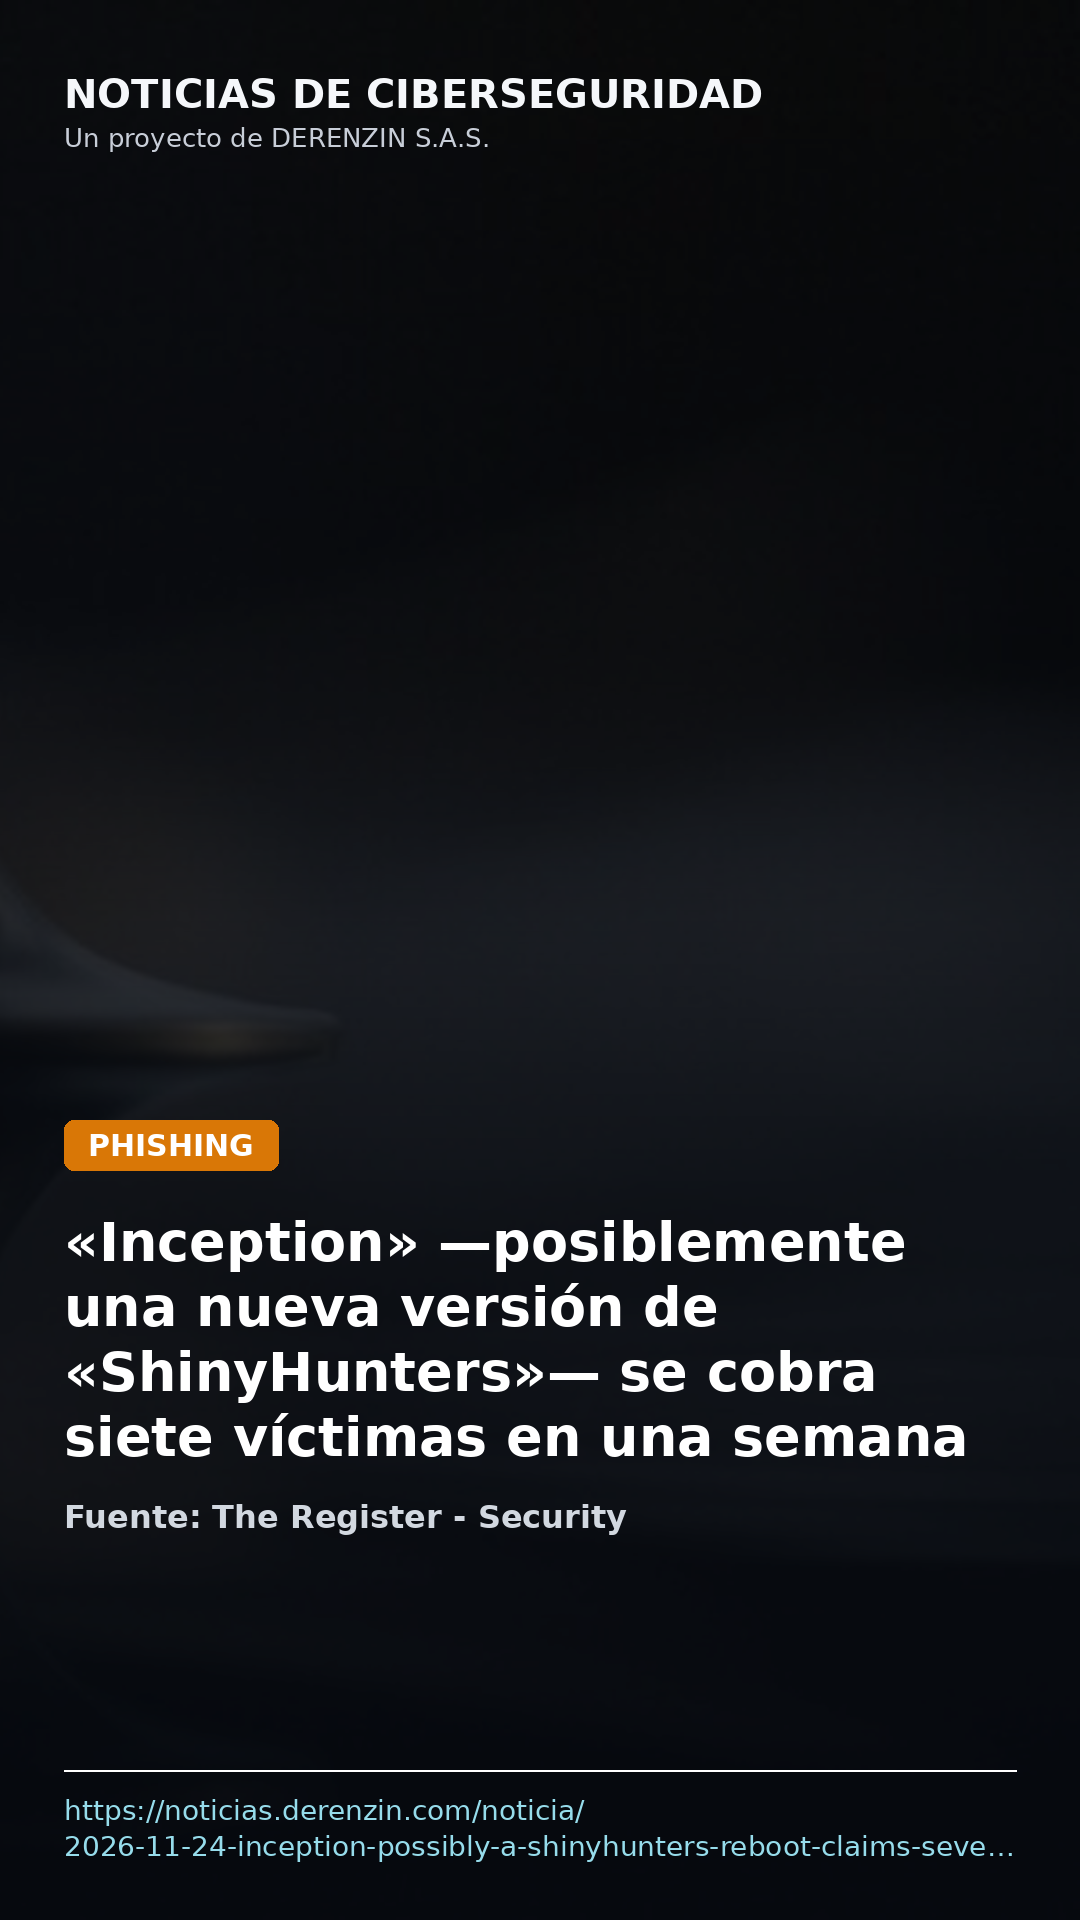 NOTICIAS DE CIBERSEGURIDAD
Un proyecto de DERENZIN S.A.S.
PHISHING
«Inception» —posiblemente
una nueva versión de
«ShinyHunters»— se cobra
siete víctimas en una semana
Fuente: The Register - Security
https://noticias.derenzin.com/noticia/
2026-11-24-inception-possibly-a-shinyhunters-reboot-claims-seve…